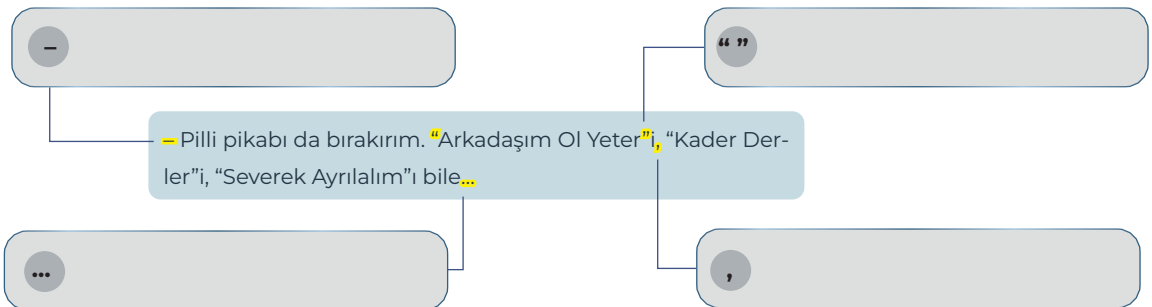 –
“ ”
– Pilli pikabı da bırakırım. “Arkadaşım Ol Yeter”i, “Kader Der-
ler”i, “Severek Ayrılalım”ı bile...
...
,